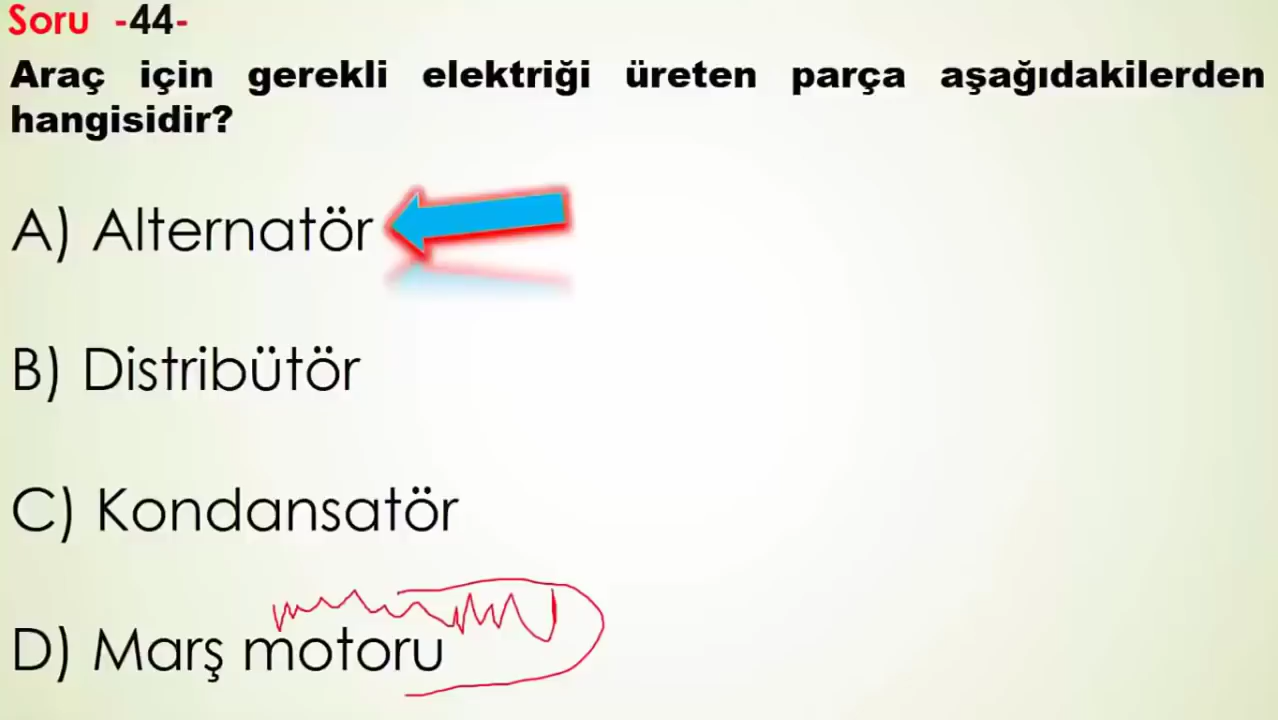 Soru -44-
Araç için gerekli elektriği üreten parça aşağıdakilerden
hangisidir?
A) Alternatör
B) Distribütör
C) Kondansatör
D) Marş motoru